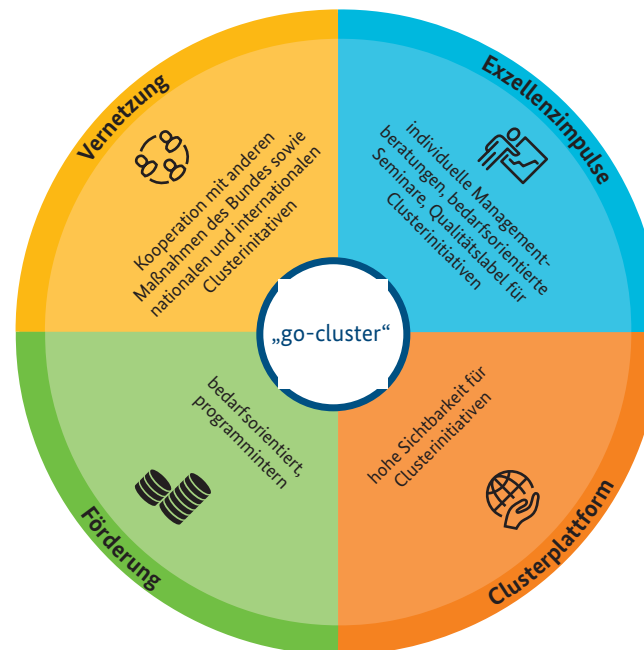 Vernetzung
Kooperation mit anderen
Maßnahmen des Bundes sowie
nationalen und internationalen
Clusterinitativen
Exzellenzimpulse
individuelle Management-
beratungen, bedarfsorientierte
Seminare, Qualitätslabel für
Clusterinitiativen
„go-cluster“
bedarfsorientiert,
programmintern
Förderung
hohe Sichtbarkeit für
Clusterinitiativen
Clusterplattform